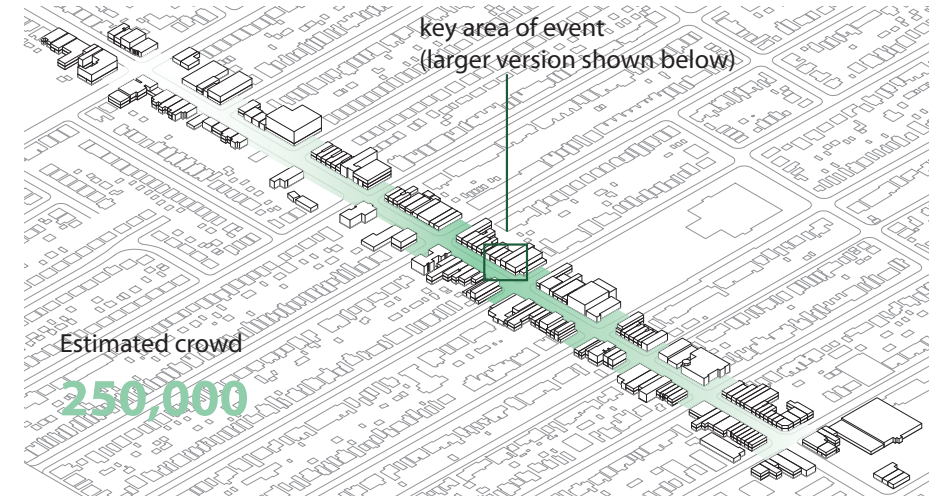 key area of event
(larger version shown below)
Estimated crowd
250,000